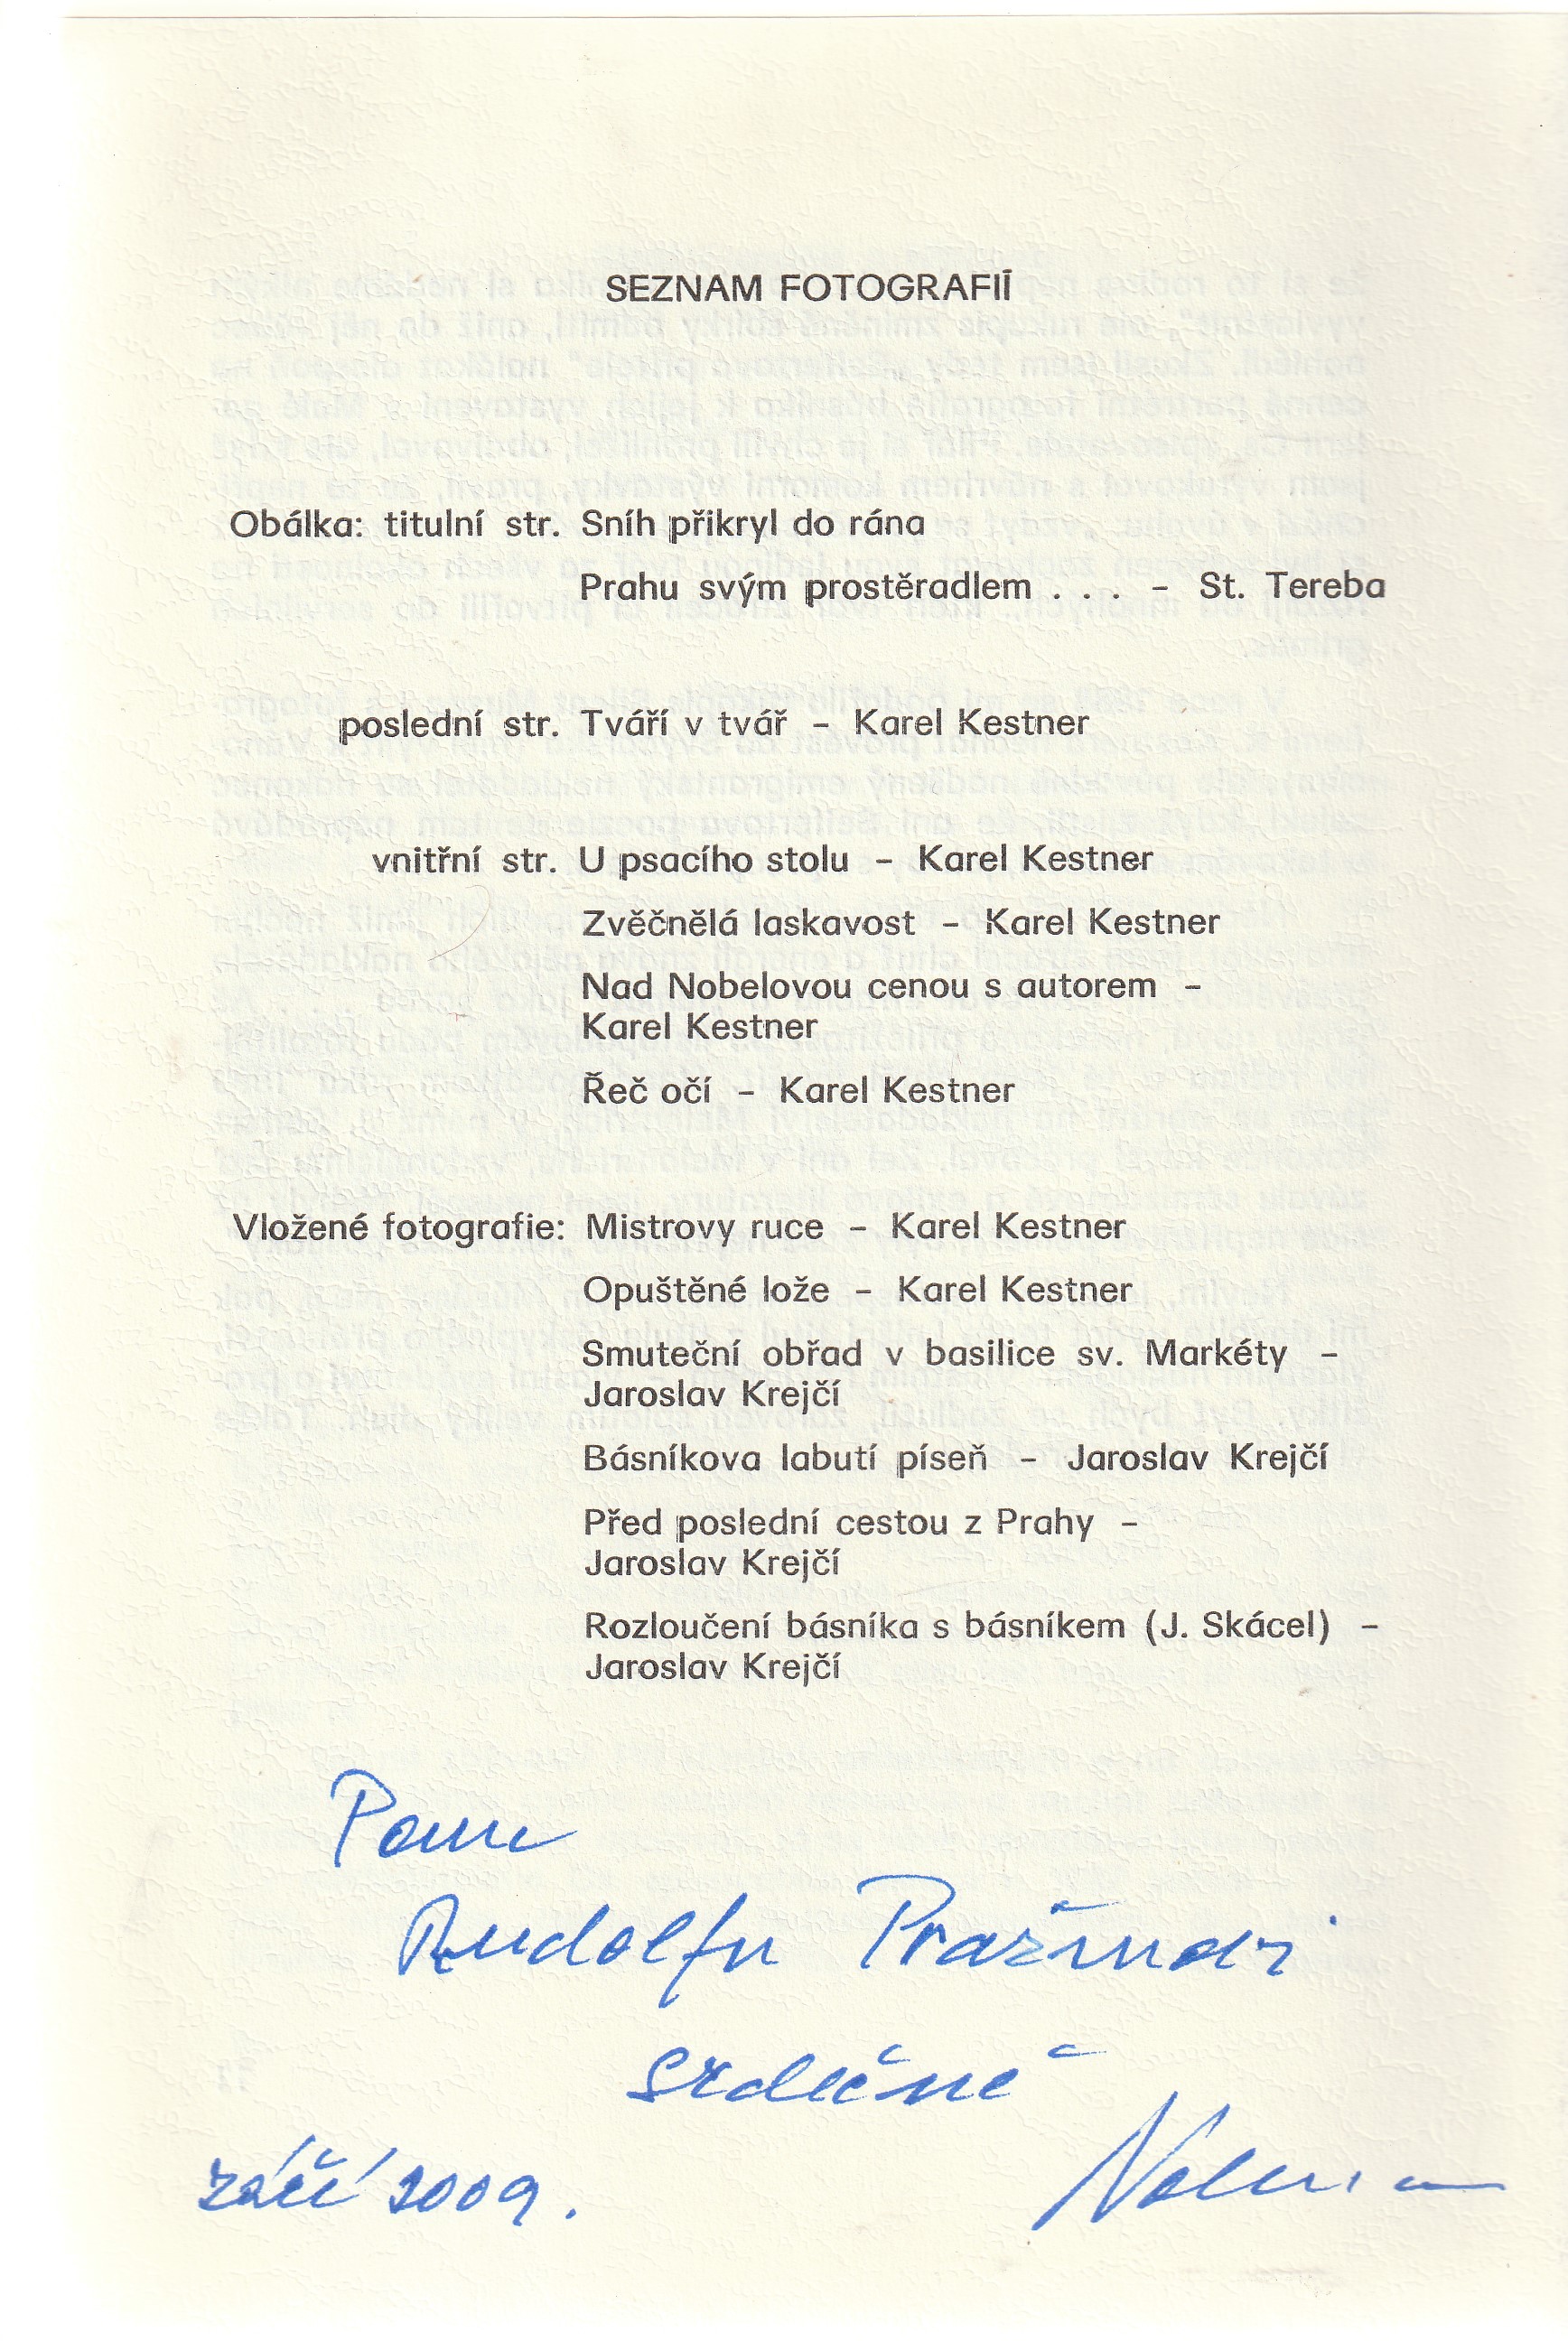 SEZNAM FOTOGRAFIÍ
Obálka: titulní str. Sníh přikryl do rána
Prahu svým prostěradlem . . . – St. Tereba
poslední str. Tváří v tvář – Karel Kestner
vnitřní str. U psacího stolu – Karel Kestner
Zvěčnělá laskavost – Karel Kestner
Nad Nobelovou cenou s autorem –
Karel Kestner
Řeč očí – Karel Kestner
Vložené fotografie: Mistrovy ruce – Karel Kestner
Opuštěné lože – Karel Kestner
Smuteční obřad v basilice sv. Markéty –
Jaroslav Krejčí
Básníkova labutí píseň – Jaroslav Krejčí
Před poslední cestou z Prahy –
Jaroslav Krejčí
Rozloučení básníka s básníkem (J. Skácel) –
Jaroslav Krejčí
Panu
Rudolfu
srdečně
září 2009.